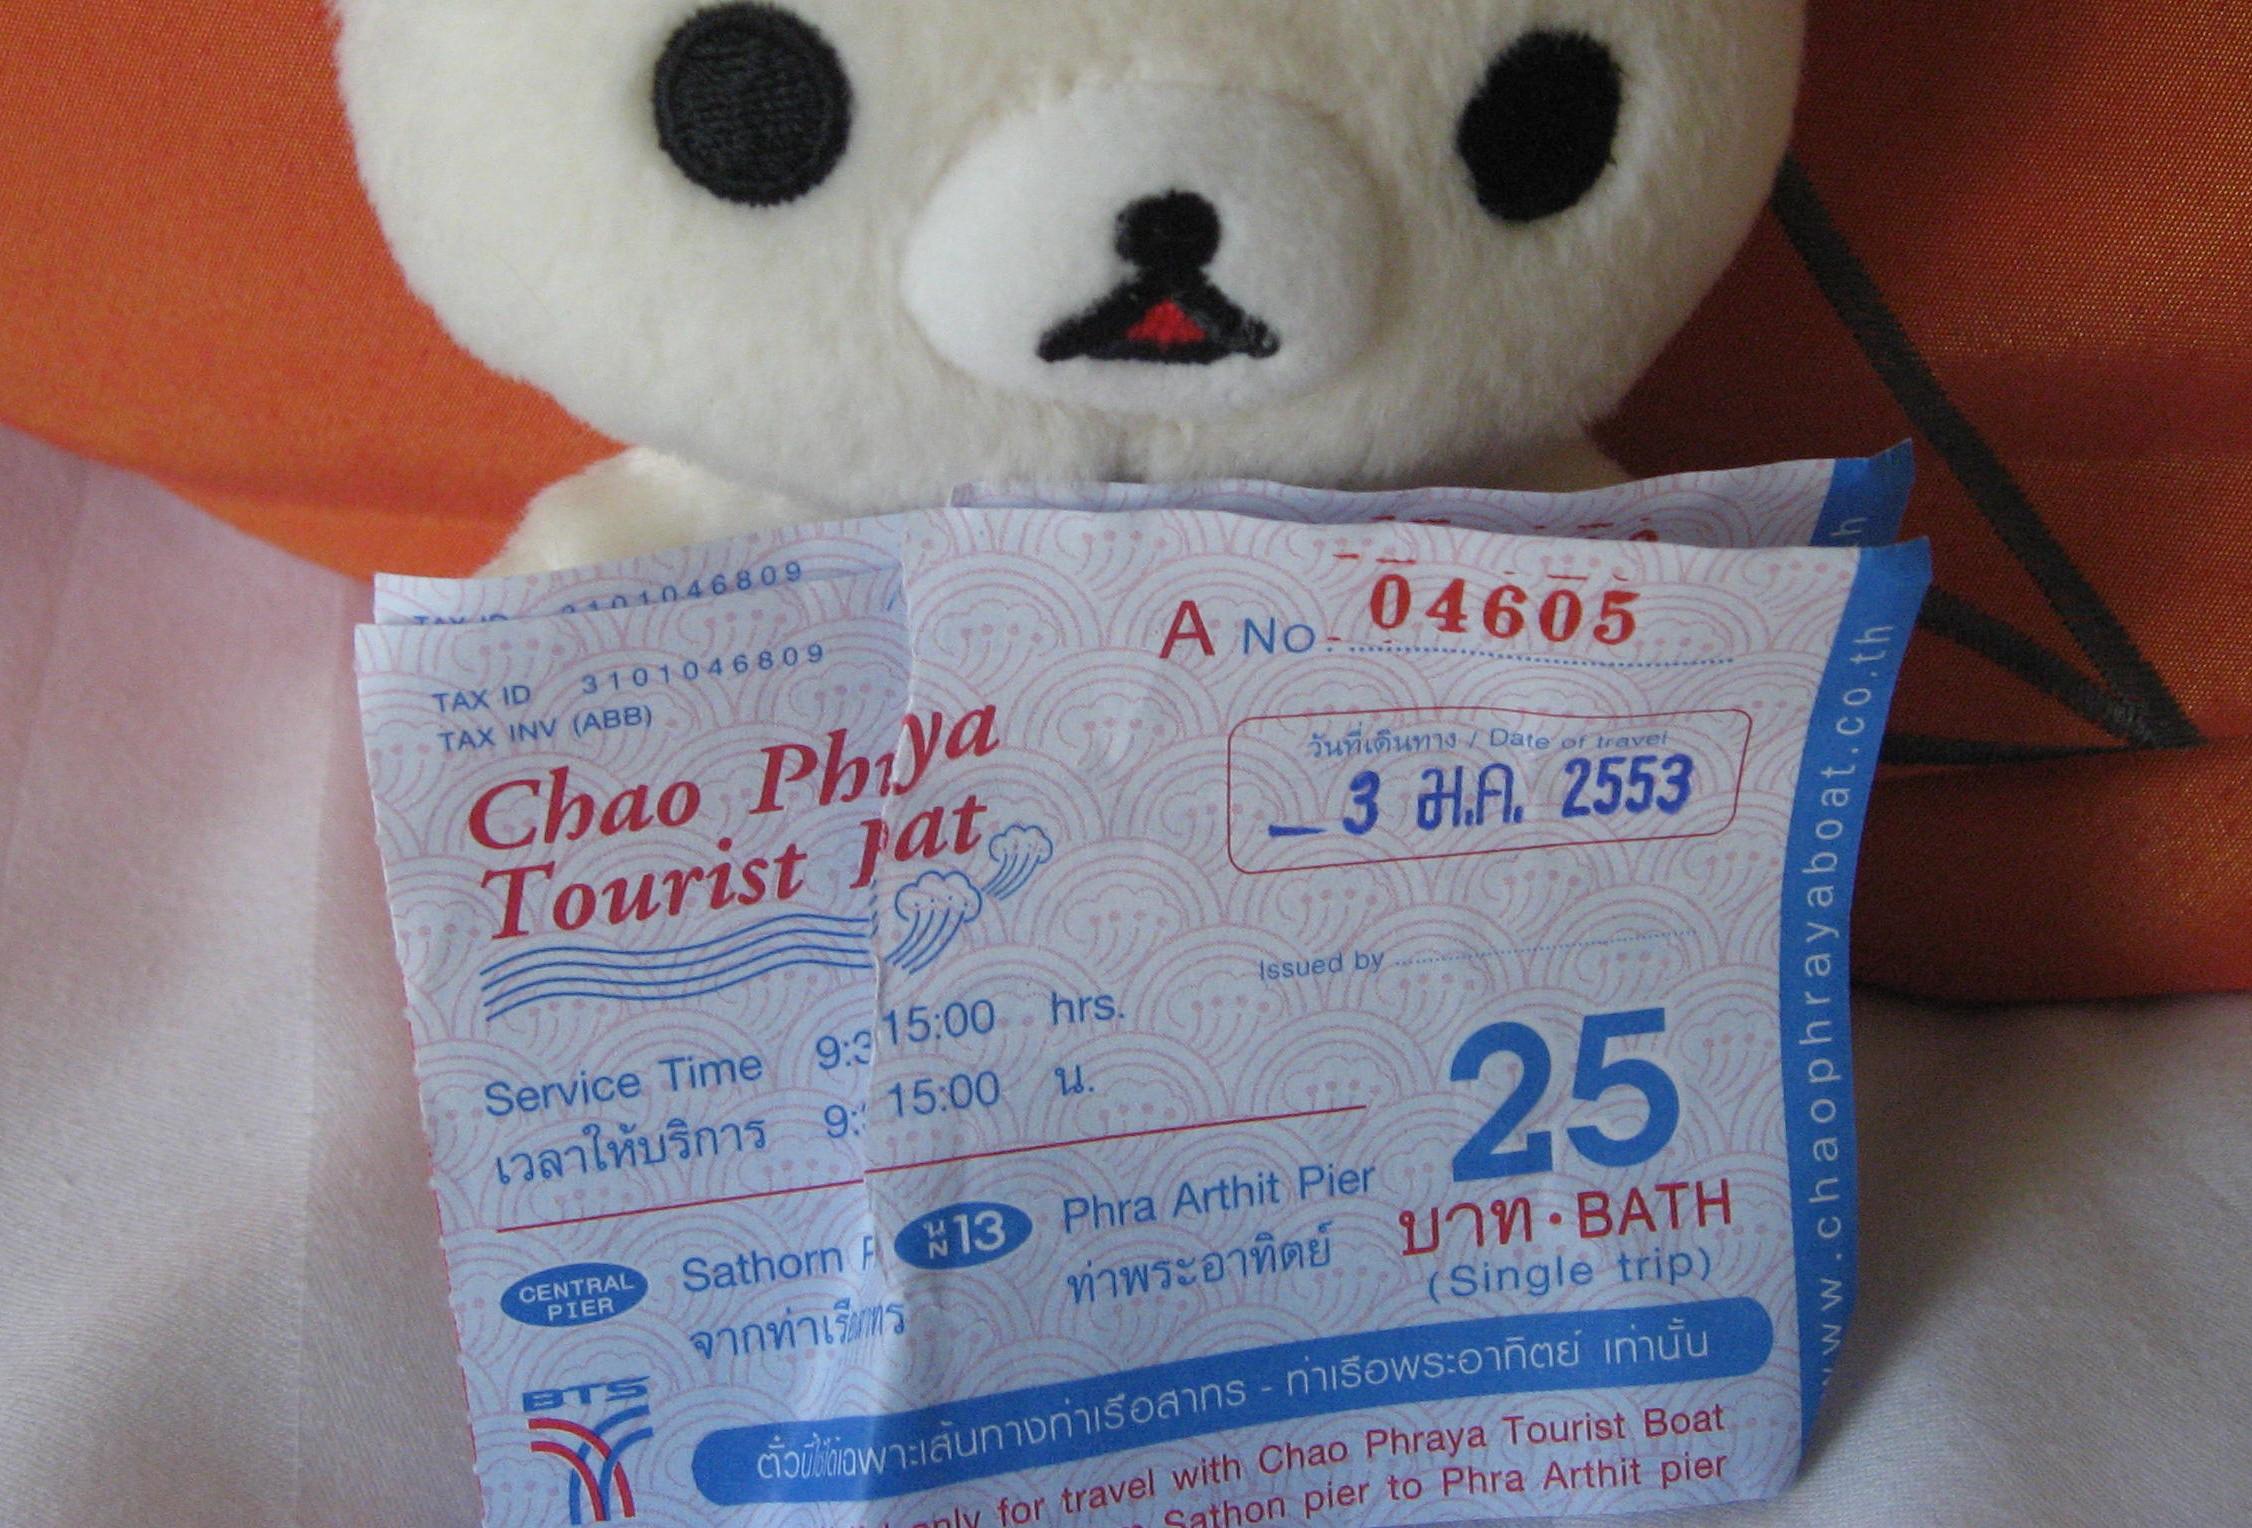 TAX ID 3101046809
TAX ID 3101046809
TAX INV (ABB)
A No. 04605
Chao Phya
Tourist at
วันที่เดินทาง / Date of travel
- 3 ม.ค. 2553
Issued by
Service Time 9:3 15:00 hrs.
เวลาให้บริการ 9: 15:00 น.
25
บาท • BATH
(Single trip)
CENTRAL
PIER
Sathorn P
จากท่าเรือ
น
N 13
Phra Arthit Pier
ท่าพระอาทิตย์
BTS
ตั๋วนี้ใช้ได้เฉพาะเส้นทางท่าเรือสาทร - ท่าเรือพระอาทิตย์ เท่านั้น
only for travel with Chao Phraya Tourist Boat
Sathon pier to Phra Arthit pier
www.chaophrayaboat.co.th